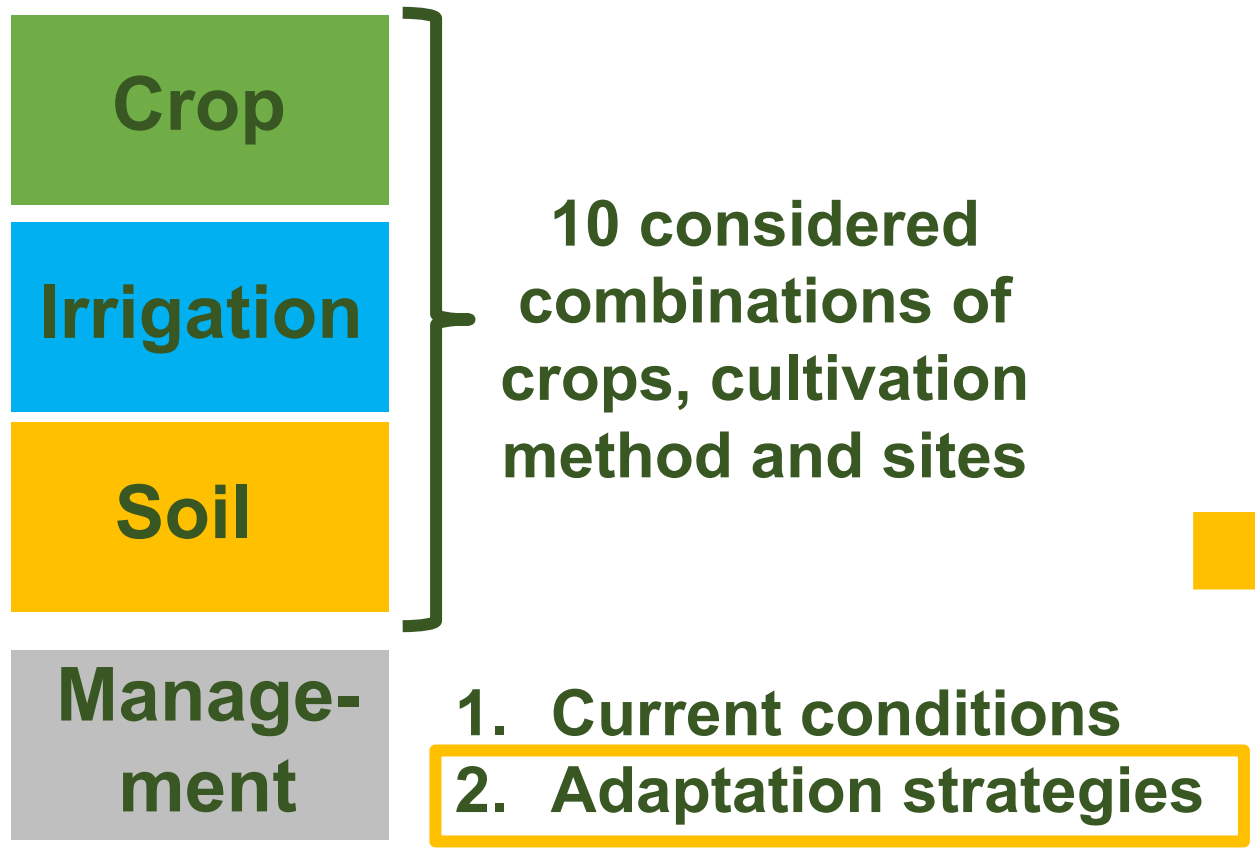 Crop
Irrigation
Soil
10 considered
combinations of
crops, cultivation
method and sites
Manage-
ment
1. Current conditions
2. Adaptation strategies